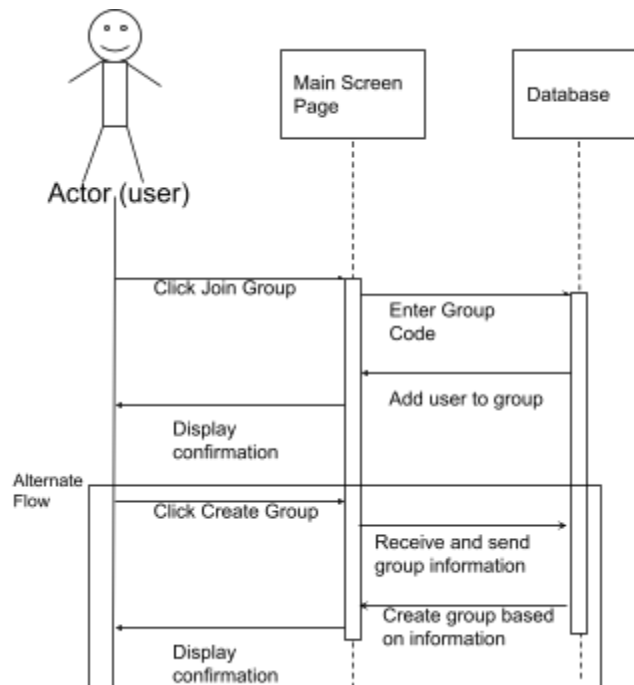 Main Screen
Page
Database
Actor (user)
Click Join Group
Enter Group
Code
Add user to group
Display
confirmation
Alternate
Flow
Click Create Group
Receive and send
group information
Create group based
on information
Display
confirmation